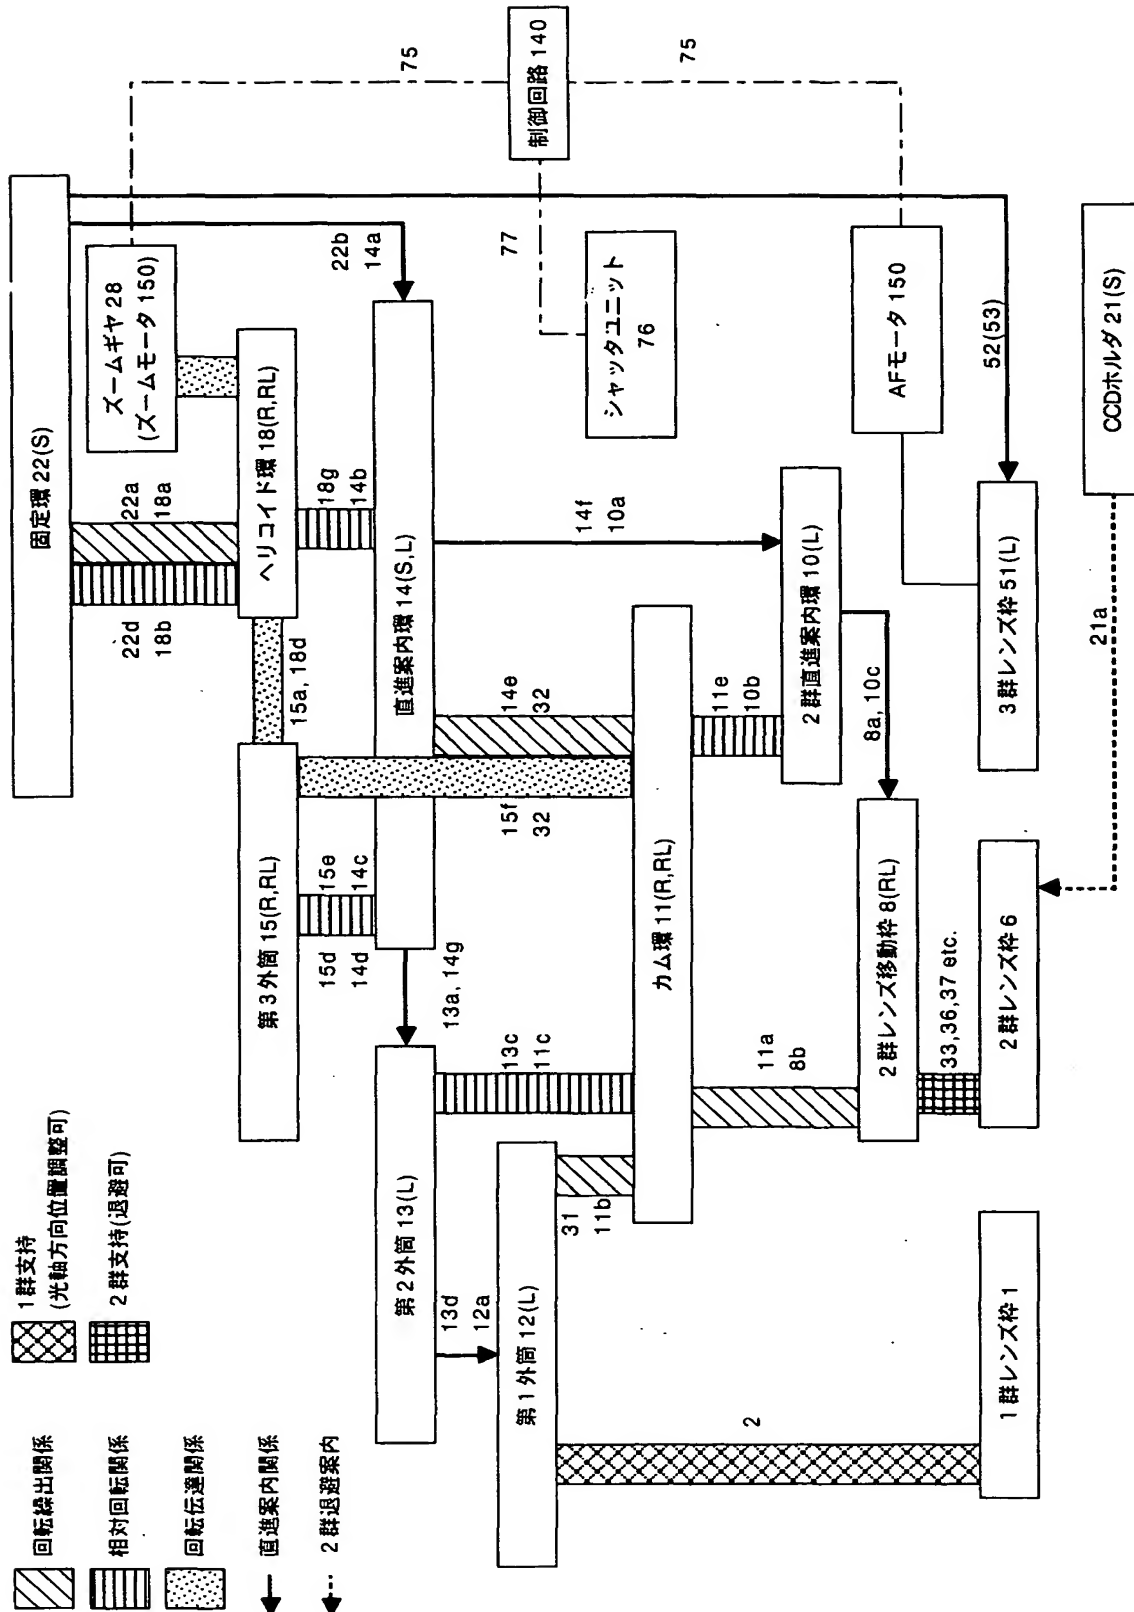 回転繰出関係
相対回転関係
回転伝達関係
直進案内関係
2群退避案内
1群支持
(光軸方向位置調整可)
2群支持(退避可)
固定環 22(S)
22d
18b
22a
18a
ズームギヤ 28
(ズームモータ 150)
ヘリコイド環 18(R,RL)
15a, 18d
18g
14b
22b
14a
第3外筒 15(R,RL)
15d
14d
15e
14c
直進案内環 14(S,L)
13a, 14g
第2外筒 13(L)
13d
12a
13c
11c
15f
32
14e
32
14f
10a
第1外筒 12(L)
31
11b
カム環 11(R,RL)
11a
8b
11e
10b
2群直進案内環 10(L)
8a, 10c
2群レンズ移動枠 8(RL)
33,36,37 etc.
2
1群レンズ枠 1
2群レンズ枠 6
3群レンズ枠 51(L)
AFモータ 150
52(53)
シャッタユニット
76
77
制御回路 140
75
75
21a
CCDホルダ 21(S)